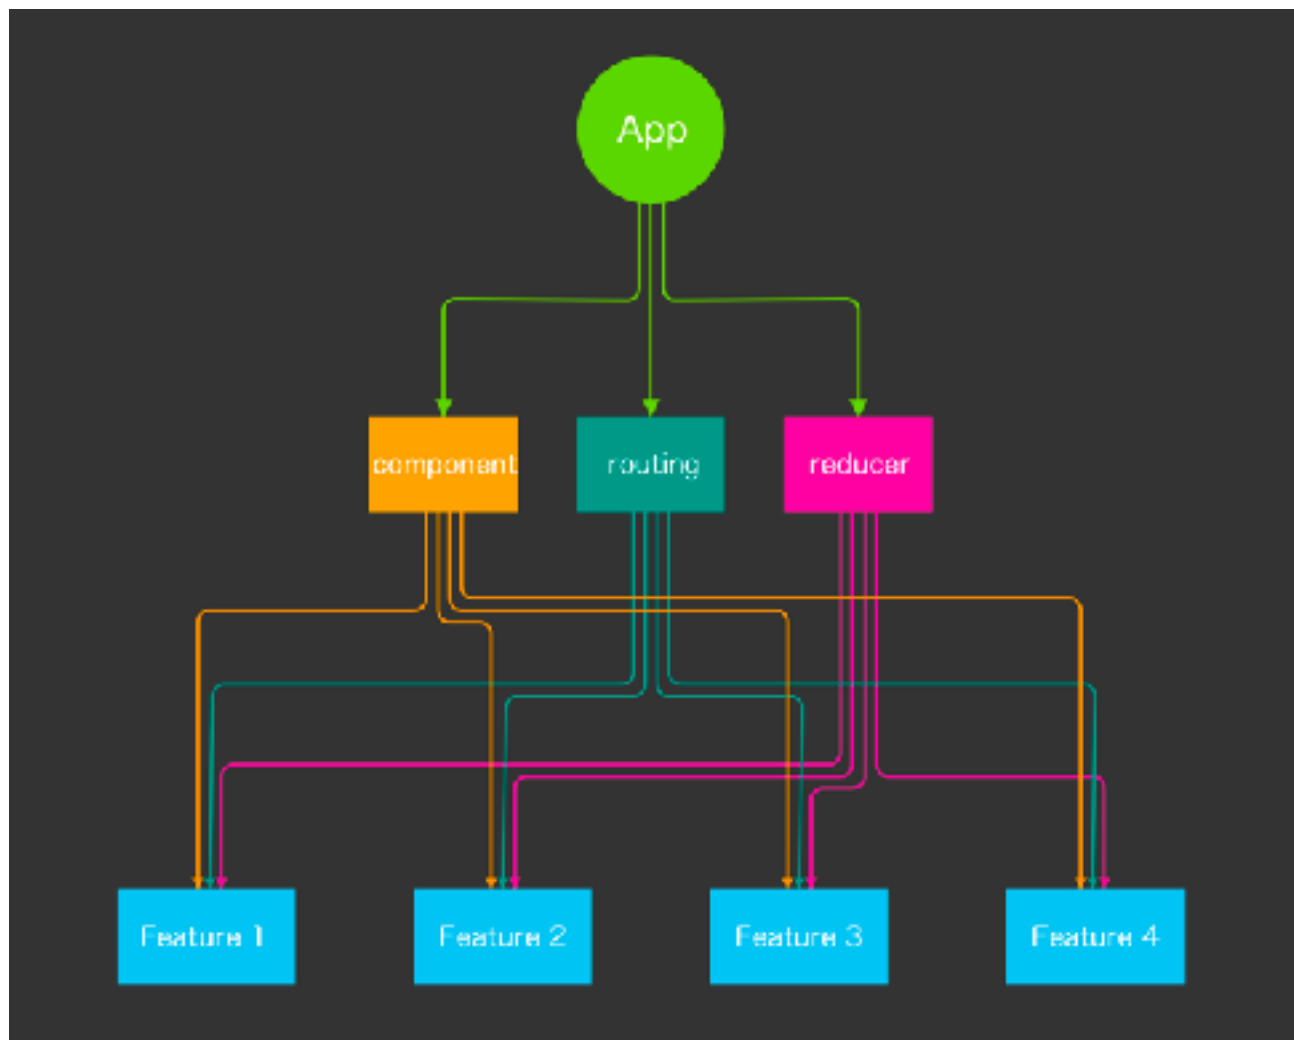 App
component
routing
reducer
Feature 1
Feature 2
Feature 3
Feature 4